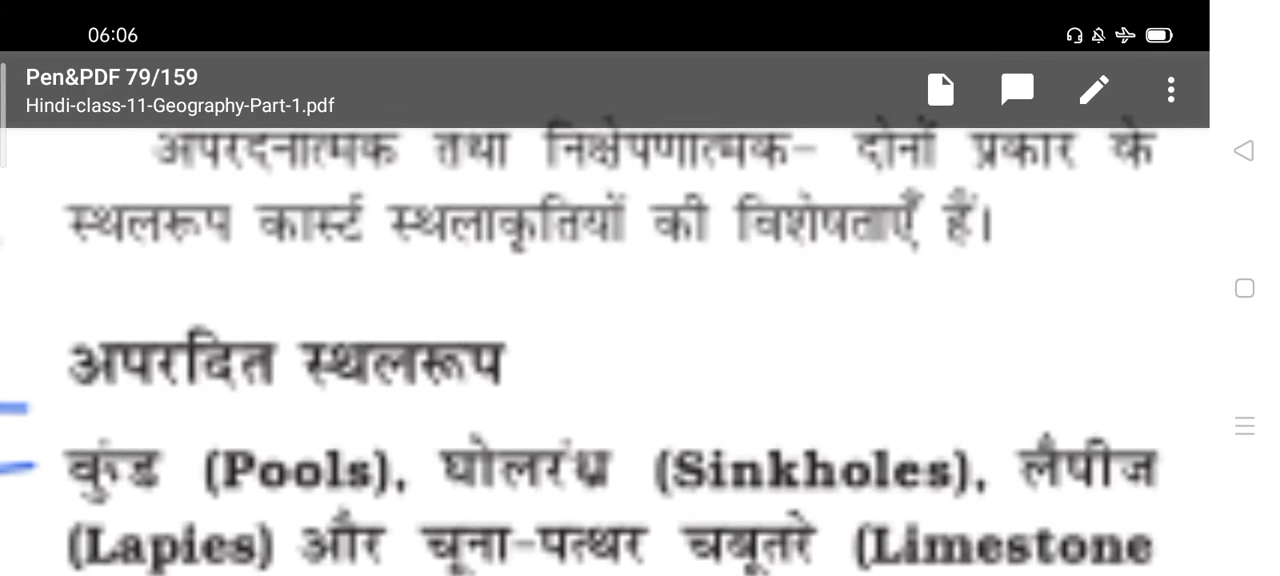 06:06
Pen&PDF 79/159
Hindi-class-11-Geography-Part-1.pdf
अपरदनात्मक तथा निक्षेपणात्मक- दोनों प्रकार के
स्थलरूप कार्स्ट स्थलाकृतियों की विशेषताएँ हैं।
अपरदित स्थलरूप
कुंड (Pools), घोलरंध्र (Sinkholes), लैपीज
(Lapies) और चूना-पत्थर चबूतरे (Limestone